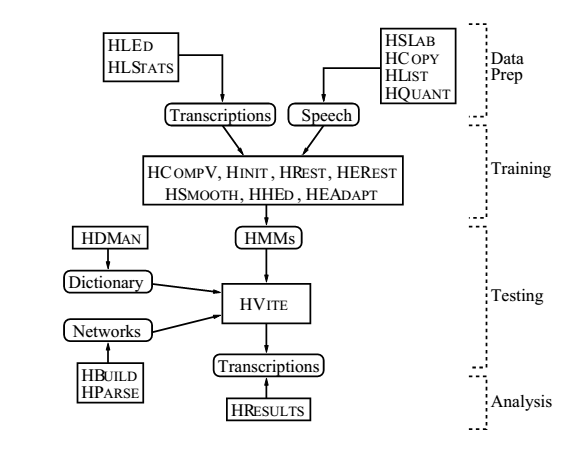 HLED
HLSTATS
HSLAB
HCOPY
HLIST
HQUANT
Data
Prep
Transcriptions
Speech
HCOMPV, HINIT , HREST, HEREST
HSMOOTH, HHED , HEADAPT
Training
HDMAN
HMMs
Dictionary
HVITE
Testing
Networks
Transcriptions
HBUILD
HPARSE
HRESULTS
Analysis